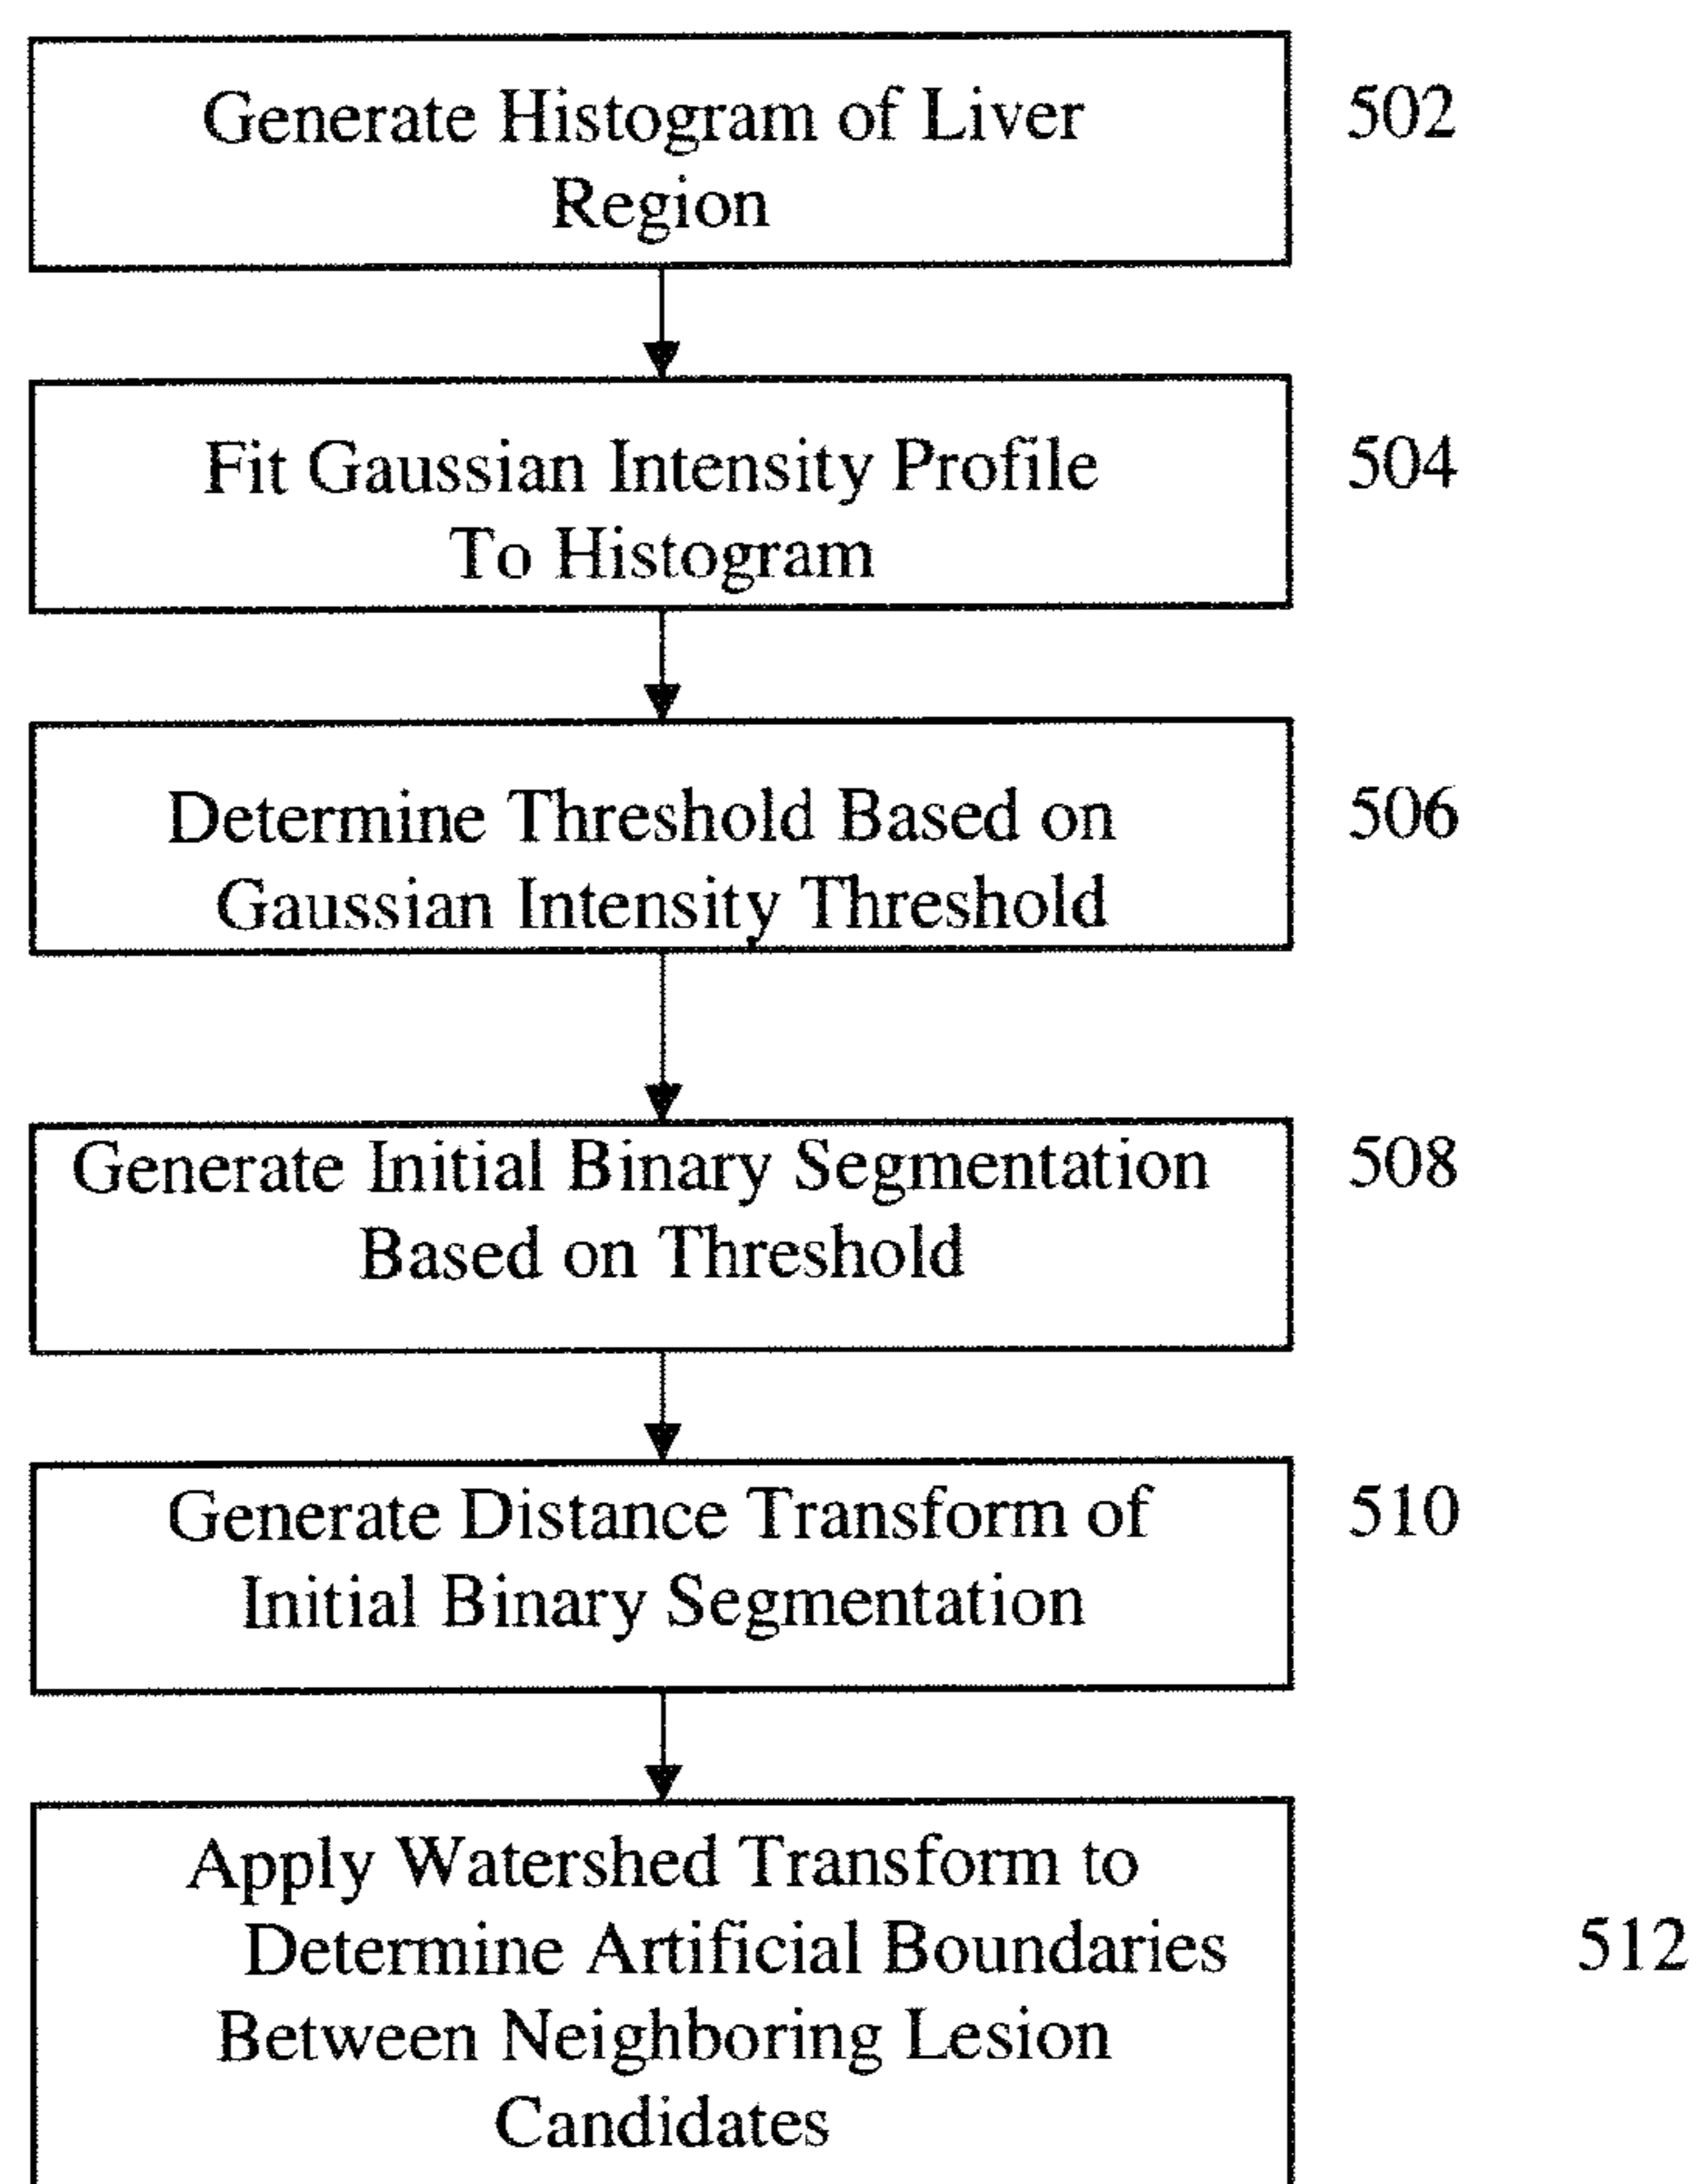 Generate Histogram of Liver
Region
502
Fit Gaussian Intensity Profile
To Histogram
504
Determine Threshold Based on
Gaussian Intensity Threshold
506
Generate Initial Binary Segmentation
Based on Threshold
508
Generate Distance Transform of
Initial Binary Segmentation
510
Apply Watershed Transform to
Determine Artificial Boundaries
Between Neighboring Lesion
Candidates
512